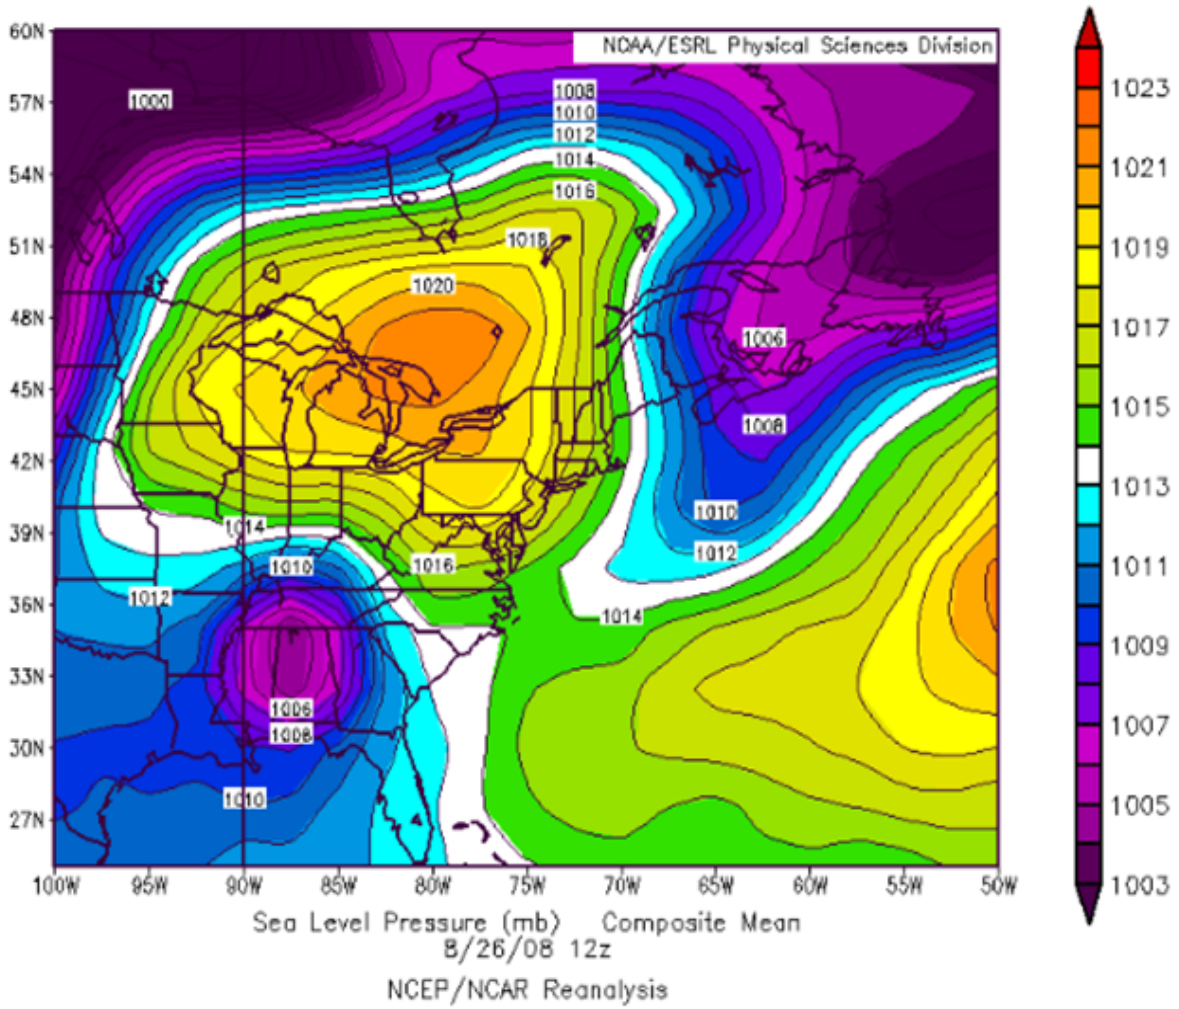 60N
NOAA/ESRL Physical Sciences Division
57N
1000
1008
1010
1012
1014
1016
54N
51N
1018
1020
48N
1006
45N
1008
42N
1010
39N
1014
1012
1010
1016
36N
1012
1014
33N
1006
1008
30N
1010
27N
100W 95W 90W 85W 80W 75W 70W 65W 60W 55W 50W
Sea Level Pressure (mb) Composite Mean
8/26/08 12z
NCEP/NCAR Reanalysis
1023
1021
1019
1017
1015
1013
1011
1009
1007
1005
1003